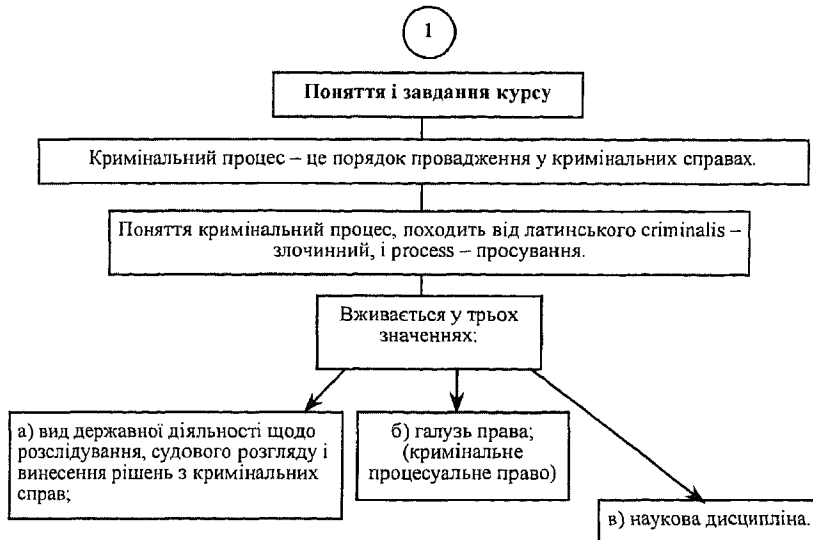 1
Поняття і завдання курсу
Кримінальний процес – це порядок провадження у кримінальних справах.
Поняття кримінальний процес, походить від латинського criminalis –
злочинний, і process – просування.
Вживається у трьох
значеннях:
а) вид державної діяльності щодо
розслідування, судового розгляду і
винесення рішень з кримінальних
справ;
б) галузь права;
(кримінальне
процесуальне право)
в) наукова дисципліна.